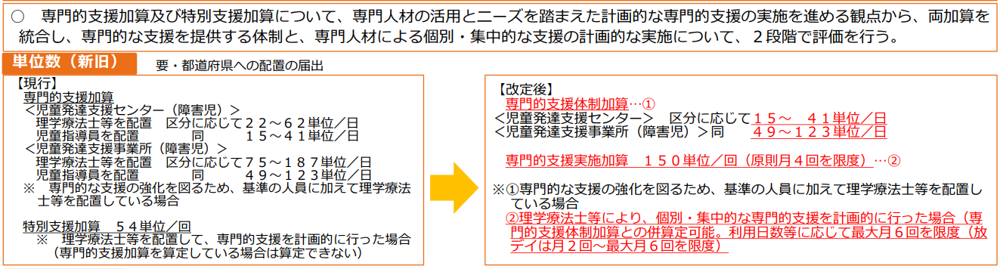 ○　専門的支援加算及び特別支援加算について、専門人材の活用とニーズを踏まえた計画的な専門的支援の実施を進める観点から、両加算を
統合し、専門的な支援を提供する体制と、専門人材による個別・集中的な支援の計画的な実施について、２段階で評価を行う。
単位数（新旧）　要・都道府県への配置の届出
【現行】
専門的支援加算
＜児童発達支援センター（障害児）＞
理学療法士等を配置　区分に応じて２２～６２単位／日
児童指導員を配置　　　　同　　　１５～４１単位／日
＜児童発達支援事業所（障害児）＞
理学療法士等を配置　区分に応じて７５～１８７単位／日
児童指導員を配置　　　　同　　　４９～１２３単位／日
※　専門的な支援の強化を図るため、基準の人員に加えて理学療法
士等を配置している場合
特別支援加算　５４単位／回
※　理学療法士等を配置して、専門的支援を計画的に行った場合
（専門的支援加算を算定している場合は算定できない）
【改定後】
専門的支援体制加算…①
＜児童発達支援センター＞　区分に応じて１５～　４１単位／日
＜児童発達支援事業所（障害児）＞同　　４９～１２３単位／日
専門的支援実施加算　１５０単位／回（原則月４回を限度）…②
※①専門的な支援の強化を図るため、基準の人員に加えて理学療法士等を配置し
ている場合
②理学療法士等により、個別・集中的な専門的支援を計画的に行った場合（専
門的支援体制加算との併算定可能。利用日数等に応じて最大月６回を限度（放
デイは月２回～最大月６回を限度）